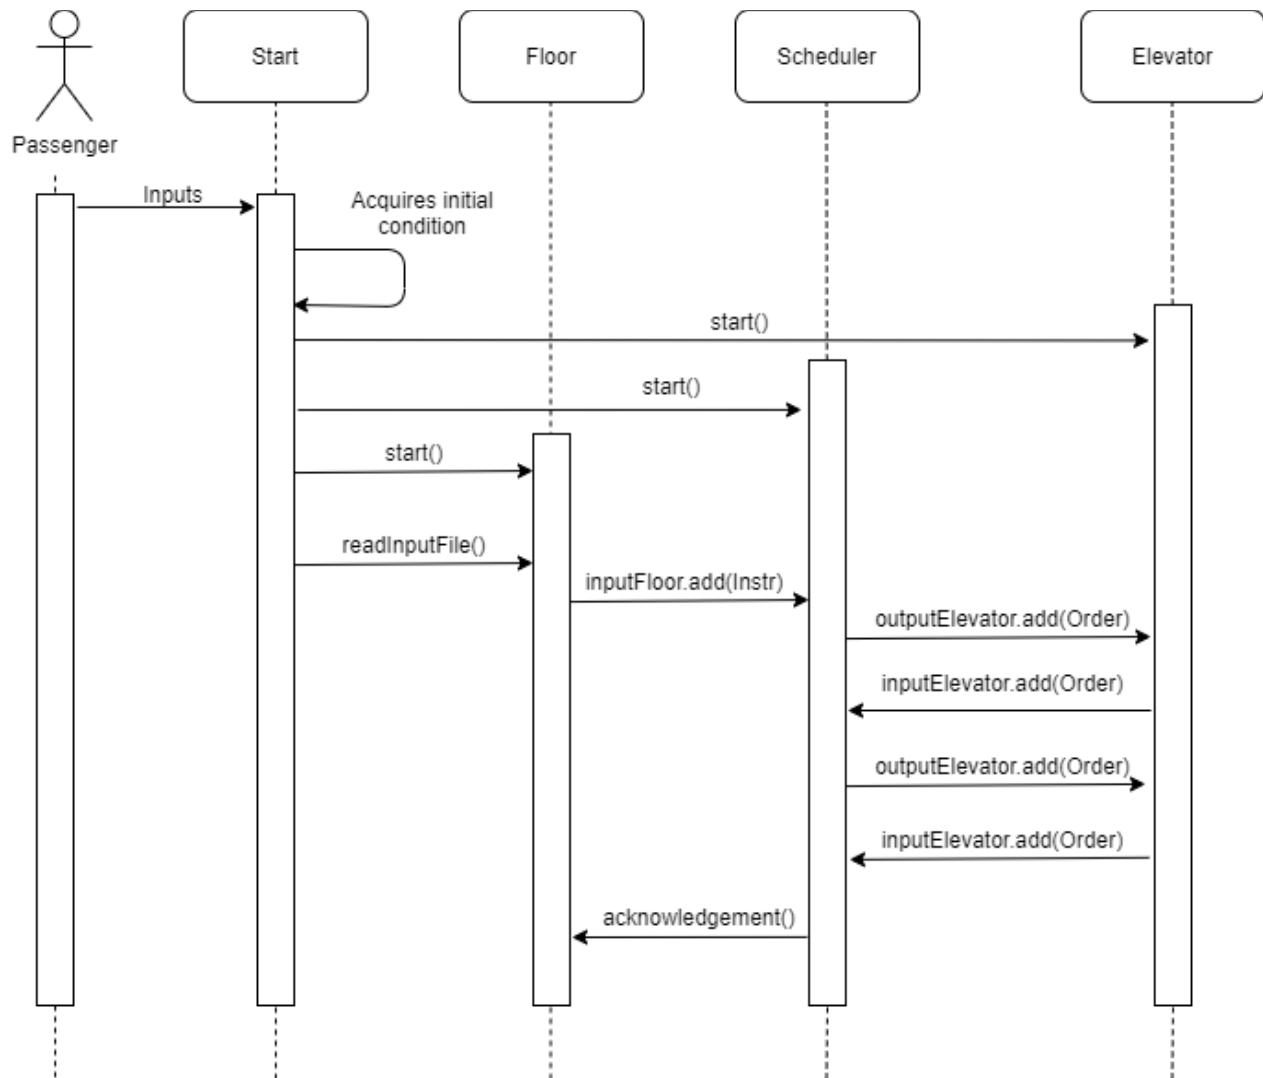 Start
Floor
Scheduler
Elevator
Passenger
Inputs
Acquires initial
condition
start()
start()
start()
readInputFile()
inputFloor.add(Instr)
outputElevator.add(Order)
inputElevator.add(Order)
outputElevator.add(Order)
inputElevator.add(Order)
acknowledgement()